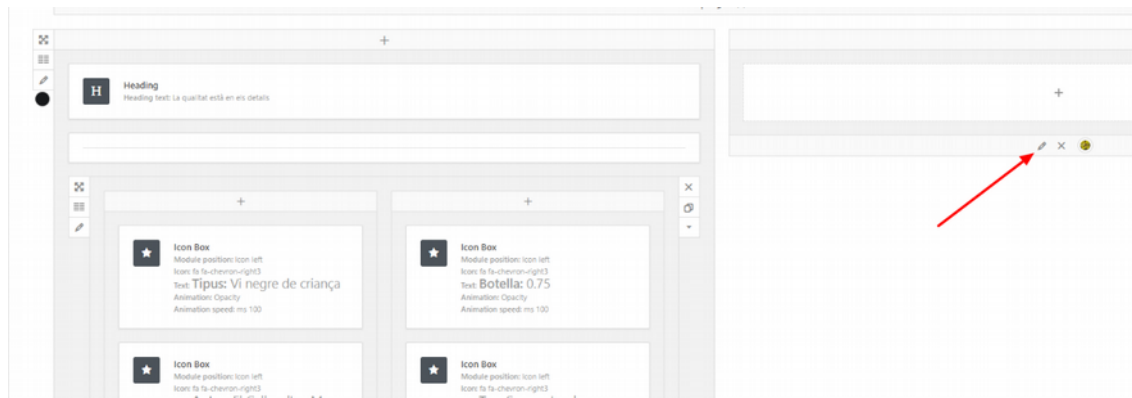 H
Heading
Heading text: La qualitat està en els detalls
Icon Box
Module position: Icon left
Icon: fa fa-chevron-right3
Text: Tipus: Vi negre de criança
Animation: Opacity
Animation speed: ms 100
Icon Box
Module position: Icon left
Icon: fa fa-chevron-right3
Text: Botella: 0.75
Animation: Opacity
Animation speed: ms 100
Icon Box
Module position: Icon left
Icon: fa fa-chevron-right3
Icon Box
Module position: Icon left
Icon: fa fa-chevron-right3